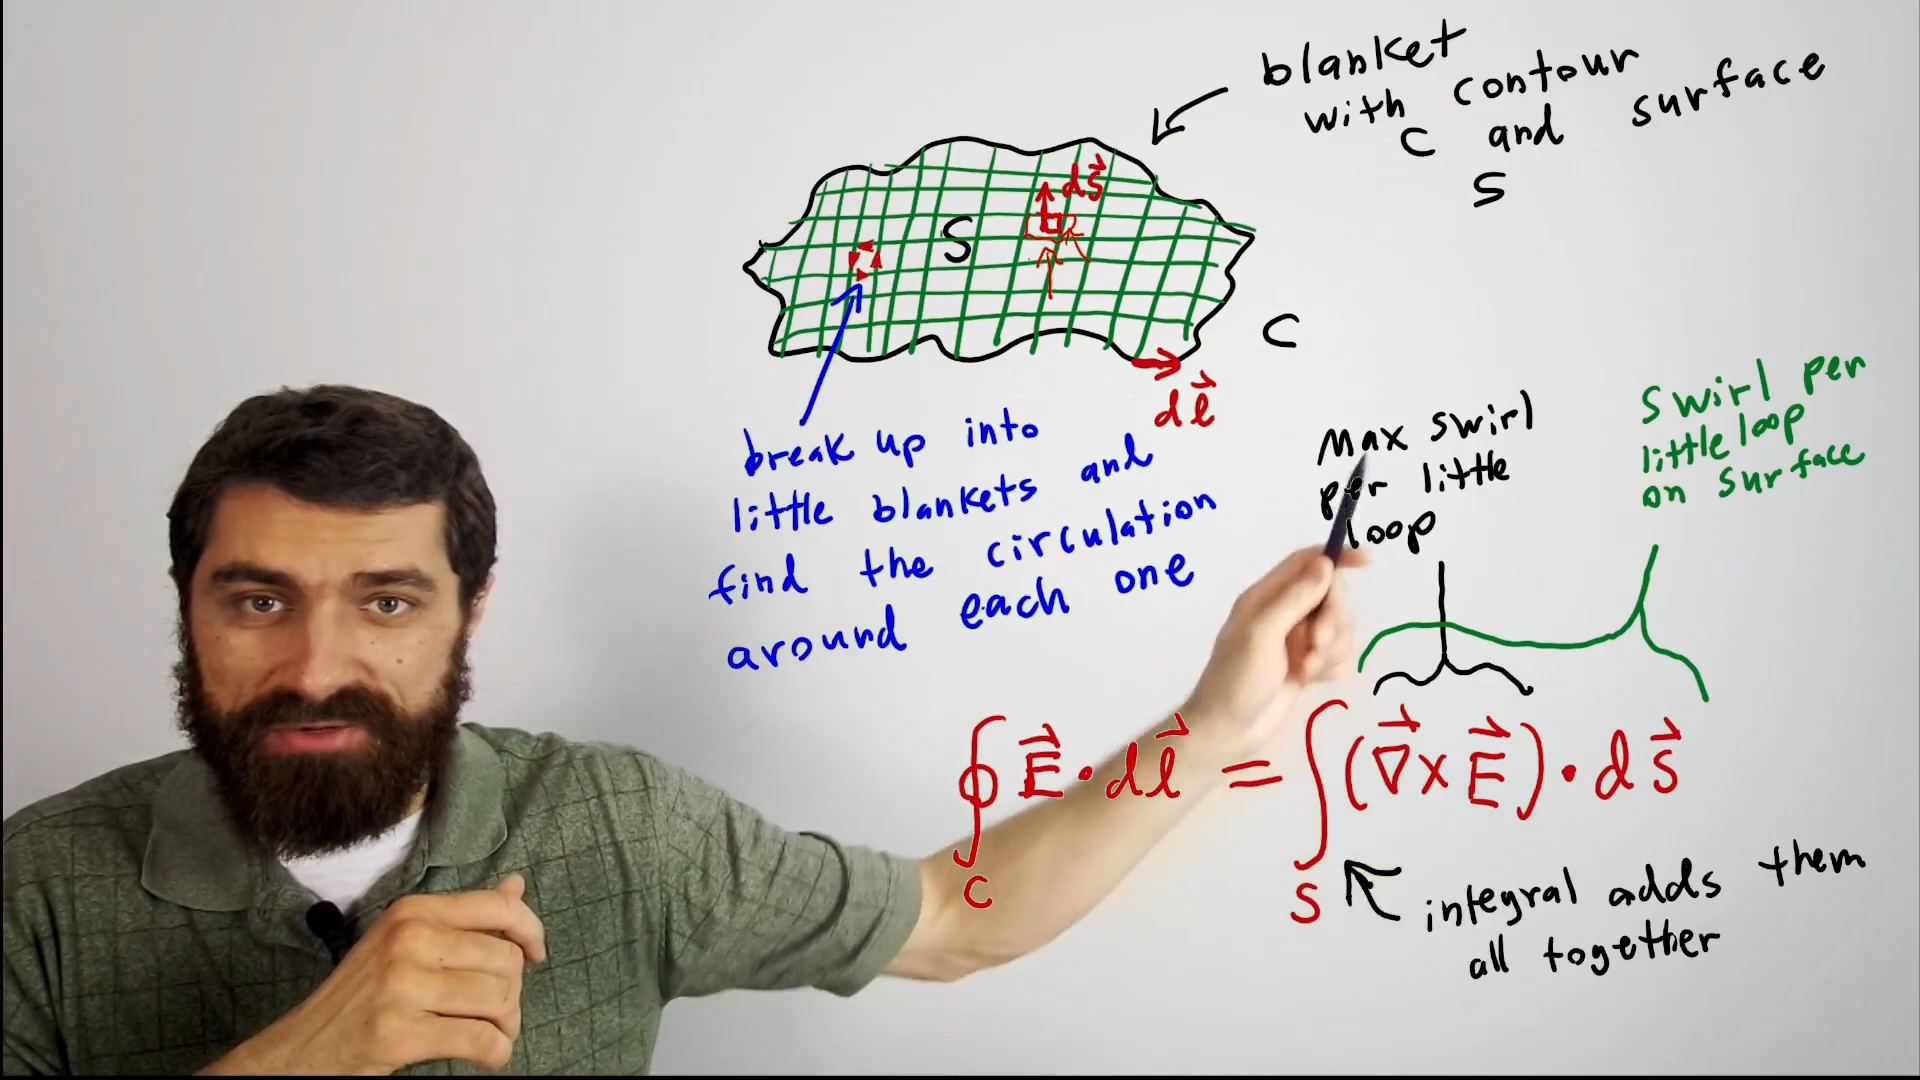 blanket
with contour
C and surface
S
ds⃗
S
C
dℓ⃗
break up into
little blankets and
find the circulation
around each one
Max swirl
per little
loop
swirl per
little loop
on surface
∮ E⃗ · dℓ⃗ = ∫ (∇⃗ x E⃗) · ds⃗
C S
integral adds them
all together